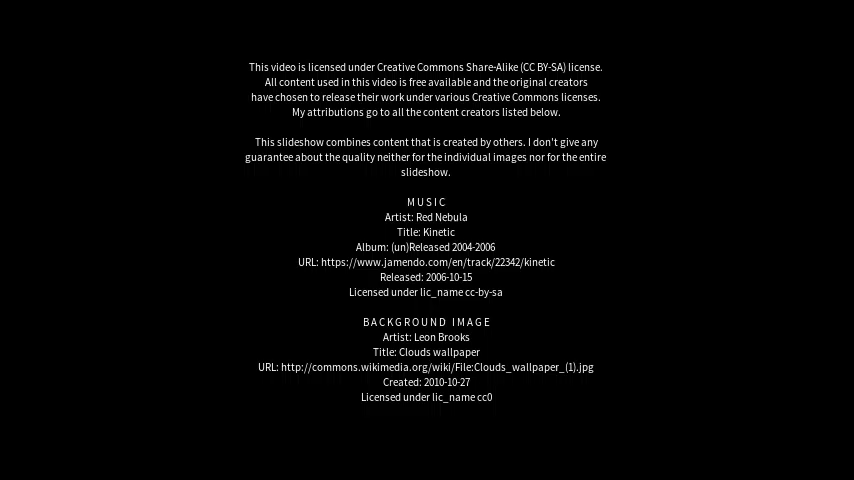 This video is licensed under Creative Commons Share-Alike (CC BY-SA) license.
All content used in this video is free available and the original creators
have chosen to release their work under various Creative Commons licenses.
My attributions go to all the content creators listed below.
This slideshow combines content that is created by others. I don't give any
guarantee about the quality neither for the individual images nor for the entire
slideshow.
M U S I C
Artist: Red Nebula
Title: Kinetic
Album: (un)Released 2004-2006
URL: https://www.jamendo.com/en/track/22342/kinetic
Released: 2006-10-15
Licensed under lic_name cc-by-sa
B A C K G R O U N D   I M A G E
Artist: Leon Brooks
Title: Clouds wallpaper
URL: http://commons.wikimedia.org/wiki/File:Clouds_wallpaper_(1).jpg
Created: 2010-10-27
Licensed under lic_name cc0